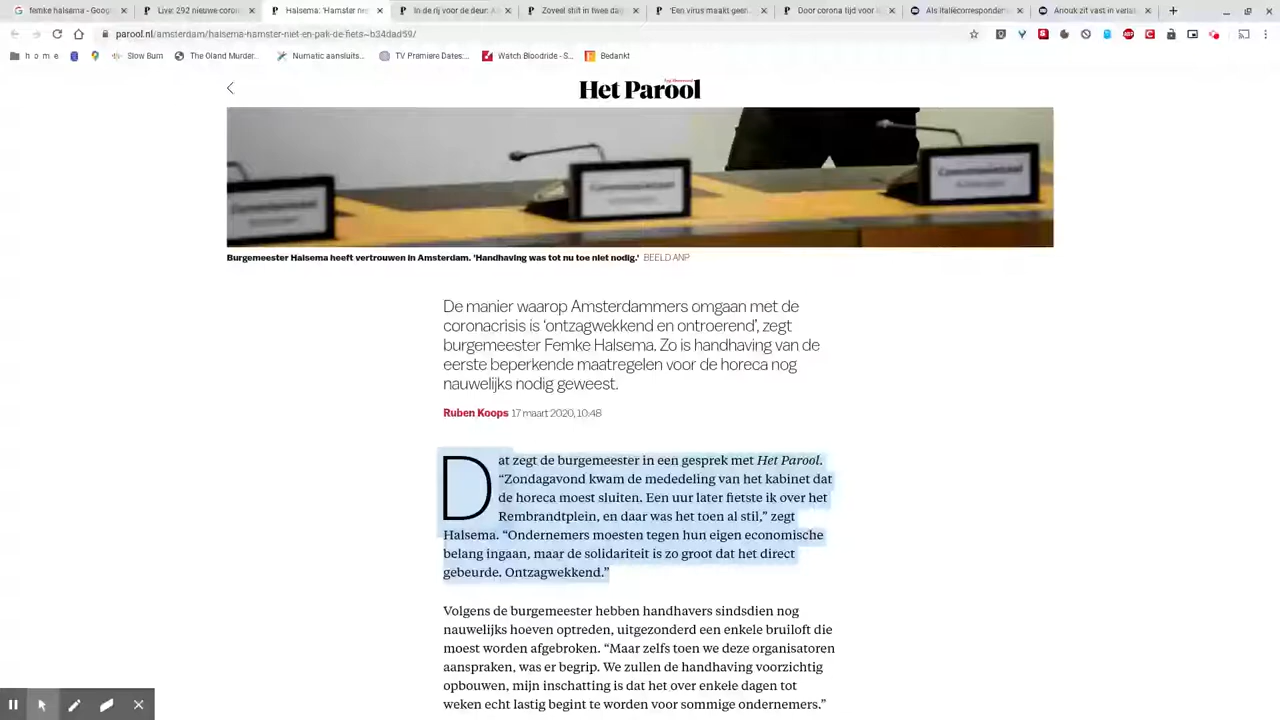 femke halsema - Goog
Live: 292 nieuwe coron
Halsema: 'Hamster nie
In de rij voor de deur: A
Zoveel stilt in twee dag
'Een virus maakt geen
Door corona tijd voor
Als Italiëcorresponden
Anouk zit vast in verlat
parool.nl/amsterdam/halsema-hamster-niet-en-pak-de-fiets~b34dad59/
h o m e
Slow Burn
The Oland Murder...
Numatic aansluits...
TV Premiere Dates:...
Watch Bloodride - S...
Bedankt
Het Parool
Burgemeester Halsema heeft vertrouwen in Amsterdam. 'Handhaving was tot nu toe niet nodig.' BEELD ANP
De manier waarop Amsterdammers omgaan met de
coronacrisis is ‘ontzagwekkend en ontroerend’, zegt
burgemeester Femke Halsema. Zo is handhaving van de
eerste beperkende maatregelen voor de horeca nog
nauwelijks nodig geweest.
Ruben Koops 17 maart 2020, 10:48
Dat zegt de burgemeester in een gesprek met Het Parool.
“Zondagavond kwam de mededeling van het kabinet dat
de horeca moest sluiten. Een uur later fietste ik over het
Rembrandtplein, en daar was het toen al stil,” zegt
Halsema. “Ondernemers moesten tegen hun eigen economische
belang ingaan, maar de solidariteit is zo groot dat het direct
gebeurde. Ontzagwekkend.”
Volgens de burgemeester hebben handhavers sindsdien nog
nauwelijks hoeven optreden, uitgezonderd een enkele bruiloft die
moest worden afgebroken. “Maar zelfs toen we deze organisatoren
aanspraken, was er begrip. We zullen de handhaving voorzichtig
opbouwen, mijn inschatting is dat het over enkele dagen tot
weken echt lastig begint te worden voor sommige ondernemers.”